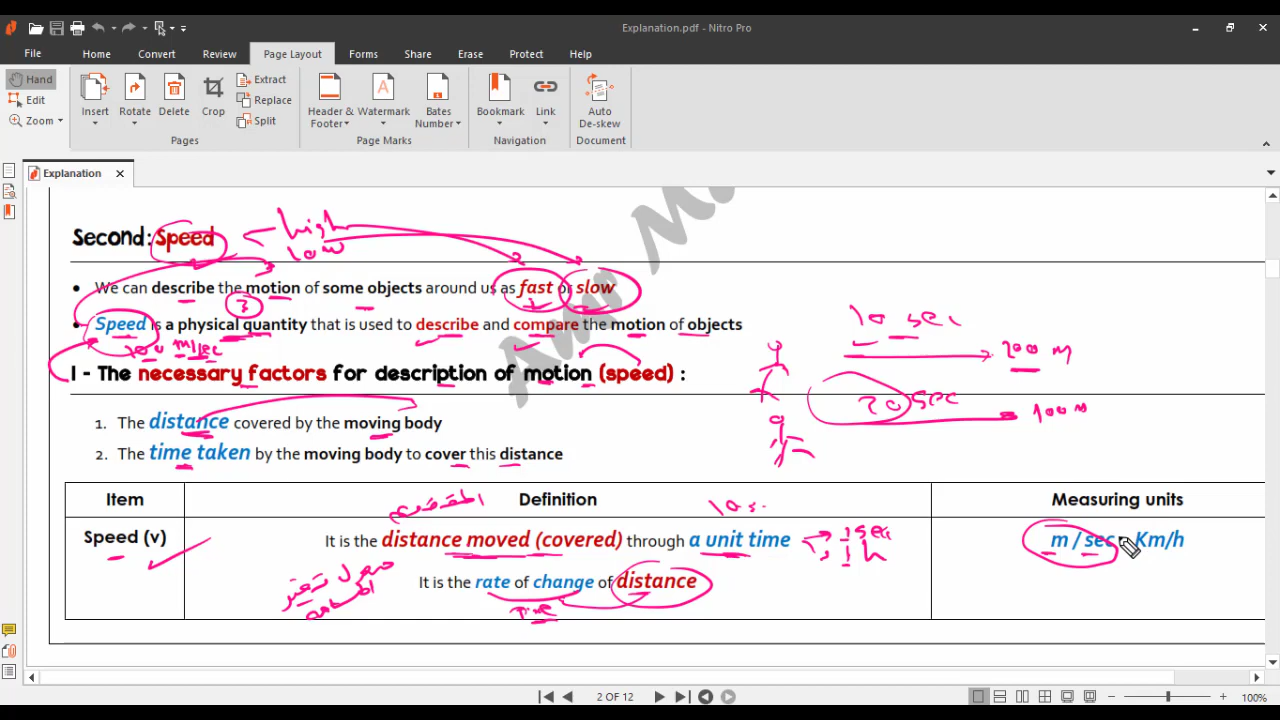 Explanation.pdf - Nitro Pro
File Home Convert Review Page Layout Forms Share Erase Protect Help
Hand
Edit
Zoom
Insert Rotate Delete Crop
Extract
Replace
Split
Header & Footer Watermark Bates Number
Bookmark Link
Auto De-skew
Pages Page Marks Navigation Document
Explanation
Second: Speed
high
low
We can describe the motion of some objects around us as fast or slow
Speed is a physical quantity that is used to describe and compare the motion of objects
m/sec
10 sec
200 M
I - The necessary factors for description of motion (speed) :
20 sec
100 M
1. The distance covered by the moving body
2. The time taken by the moving body to cover this distance
Item Definition Measuring units
المقطوعة
10 s.
Speed (v) It is the distance moved (covered) through a unit time m / sec Km/h
1 sec
1 h
It is the rate of change of distance
معدل تغير
المسافة
Time
2 OF 12
100%